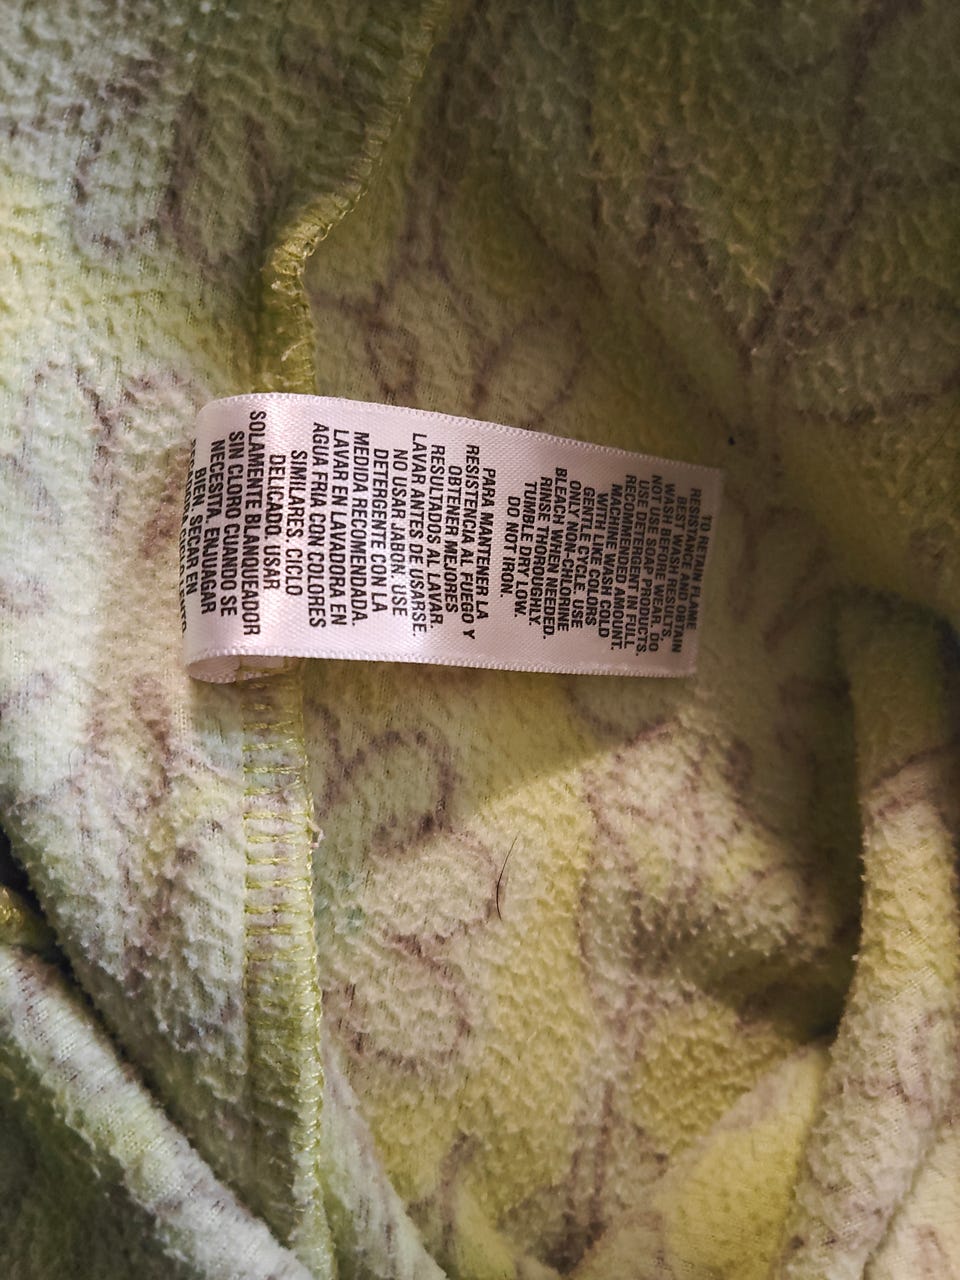 TO RETAIN FLAME
RESISTANCE AND OBTAIN
BEST WASH RESULTS,
WASH BEFORE WEAR. DO
NOT USE SOAP PRODUCTS.
USE DETERGENT IN FULL
RECOMMENDED AMOUNT.
MACHINE WASH COLD
WITH LIKE COLORS
GENTLE CYCLE. USE
ONLY NON-CHLORINE
BLEACH WHEN NEEDED.
RINSE THOROUGHLY.
TUMBLE DRY LOW.
DO NOT IRON.
PARA MANTENER LA
RESISTENCIA AL FUEGO Y
OBTENER MEJORES
RESULTADOS AL LAVAR.
LAVAR ANTES DE USARSE.
NO USAR JABON. USE
DETERGENTE CON LA
MEDIDA RECOMENDADA.
LAVAR EN LAVADORA EN
AGUA FRIA CON COLORES
SIMILARES, CICLO
DELICADO. USAR
SOLAMENTE BLANQUEADOR
SIN CLORO CUANDO SE
NECESITA. ENJUAGAR
BIEN. SECAR EN